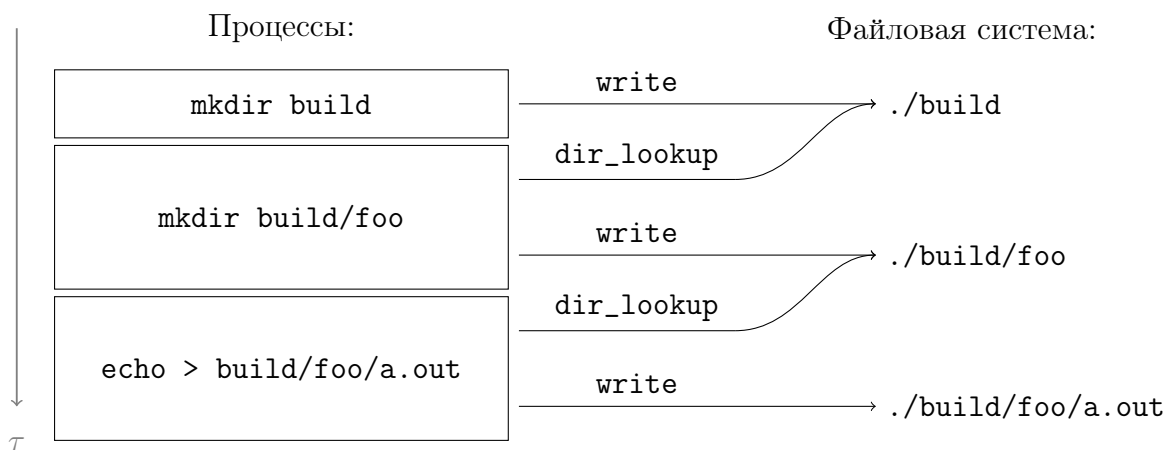 Процессы:
Файловая система:
mkdir build
write
./build
dir_lookup
mkdir build/foo
write
./build/foo
dir_lookup
echo > build/foo/a.out
write
./build/foo/a.out
τ